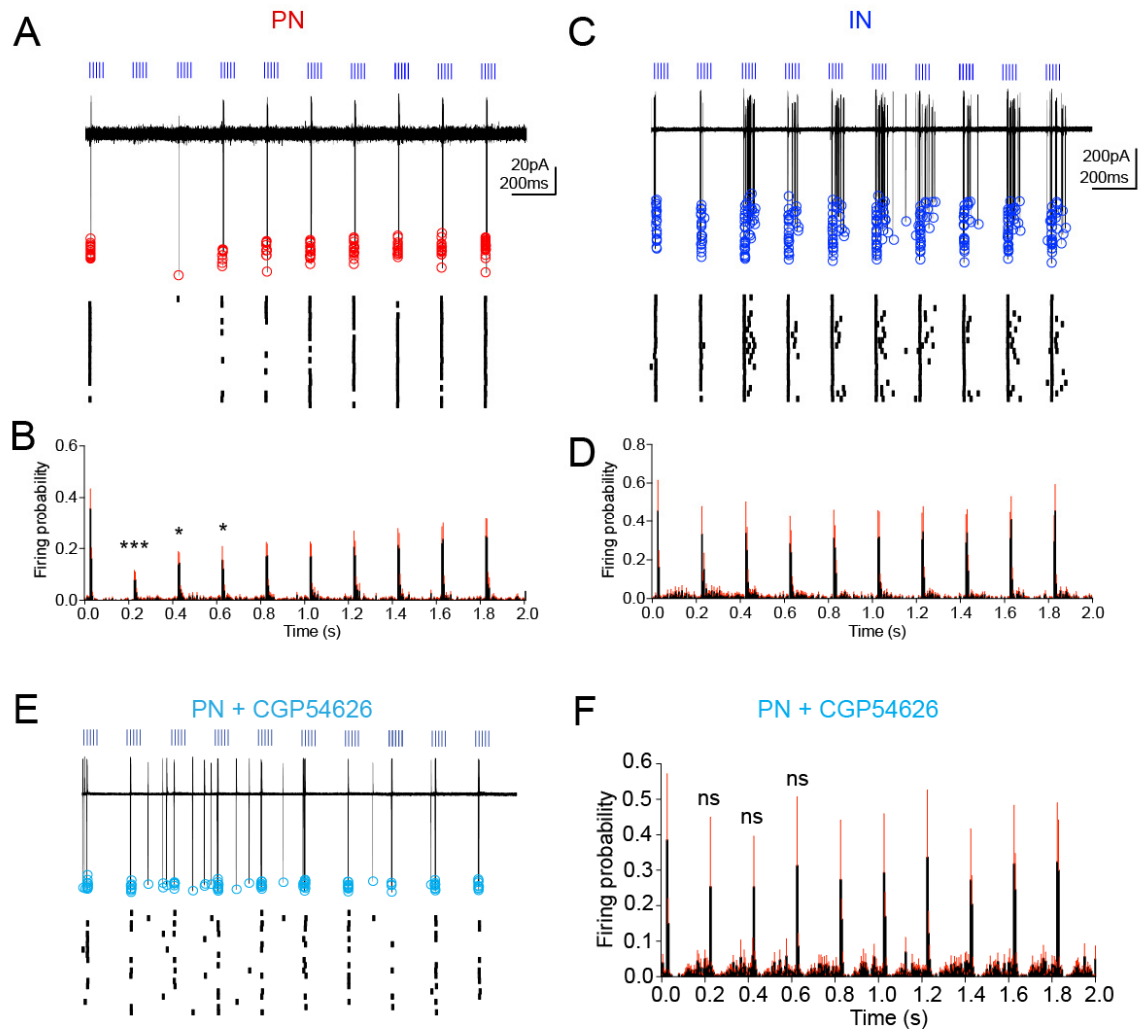 A
PN
20pA
200ms
B
Firing probability
0.6
0.4
0.2
0.0
***
*
*
0.0 0.2 0.4 0.6 0.8 1.0 1.2 1.4 1.6 1.8 2.0
Time (s)
C
IN
200pA
200ms
D
Firing probability
0.8
0.6
0.4
0.2
0.0
0.0 0.2 0.4 0.6 0.8 1.0 1.2 1.4 1.6 1.8 2.0
Time (s)
E
PN + CGP54626
F
PN + CGP54626
Firing probability
0.6
0.5
0.4
0.3
0.2
0.1
0.0
ns
ns
ns
0.0 0.2 0.4 0.6 0.8 1.0 1.2 1.4 1.6 1.8 2.0
Time (s)